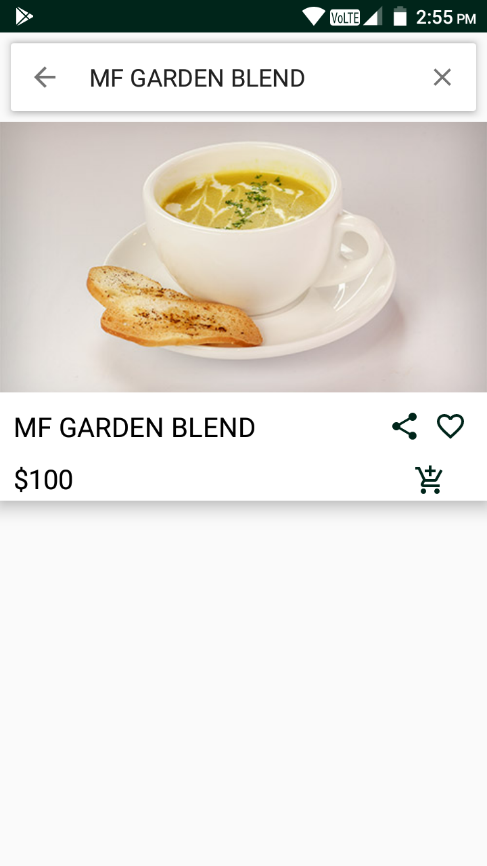 VoLTE 2:55 PM
MF GARDEN BLEND
MF GARDEN BLEND
$100